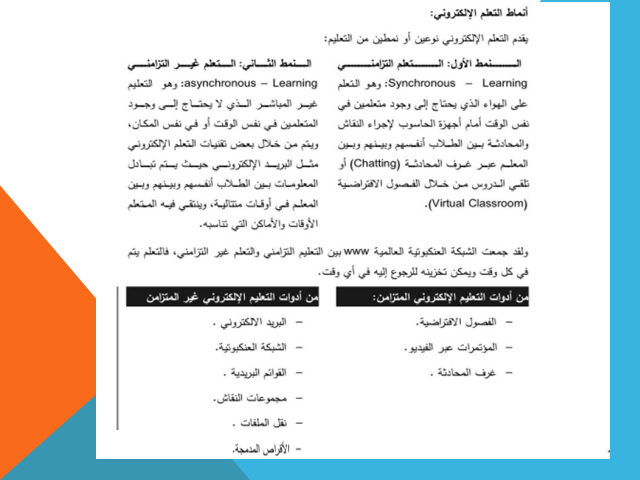 أنماط التعلم الإلكتروني:
يقدم التعلم الإلكتروني نوعين أو نمطين من التعليم:
النمط الأول: التعلم التزامني
Synchronous – Learning: وهو التعلم
على الهواء الذي يحتاج إلى وجود متعلمين في
نفس الوقت أمام أجهزة الحاسوب لإجراء النقاش
والمحادثة بين الطلاب أنفسهم وبينهم وبين
المعلم عبر غرف المحادثة (Chatting) أو
تلقي الدروس من خلال الفصول الافتراضية
(Virtual Classroom).
النمط الثاني: التعلم غير التزامني
asynchronous – Learning: وهو التعليم
غير المباشر الذي لا يحتاج إلى وجود
المتعلمين في نفس الوقت أو في نفس المكان،
ويتم من خلال بعض تقنيات التعلم الإلكتروني
مثل البريد الإلكتروني حيث يتم تبادل
المعلومات بين الطلاب أنفسهم وبينهم وبين
المعلم في أوقات متتالية، وينتقي فيه المتعلم
الأوقات والأماكن التي تناسبه.
ولقد جمعت الشبكة العنكبوتية العالمية www بين التعليم التزامني والتعلم غير التزامني، فالتعلم يتم
في كل وقت ويمكن تخزينه للرجوع إليه في أي وقت.
من أدوات التعليم الإلكتروني المتزامن:
– الفصول الافتراضية.
– المؤتمرات عبر الفيديو.
– غرف المحادثة .
من أدوات التعليم الإلكتروني غير المتزامن
– البريد الالكتروني .
– الشبكة العنكبوتية.
– القوائم البريدية .
– مجموعات النقاش.
– نقل الملفات .
– الأقراص المدمجة.